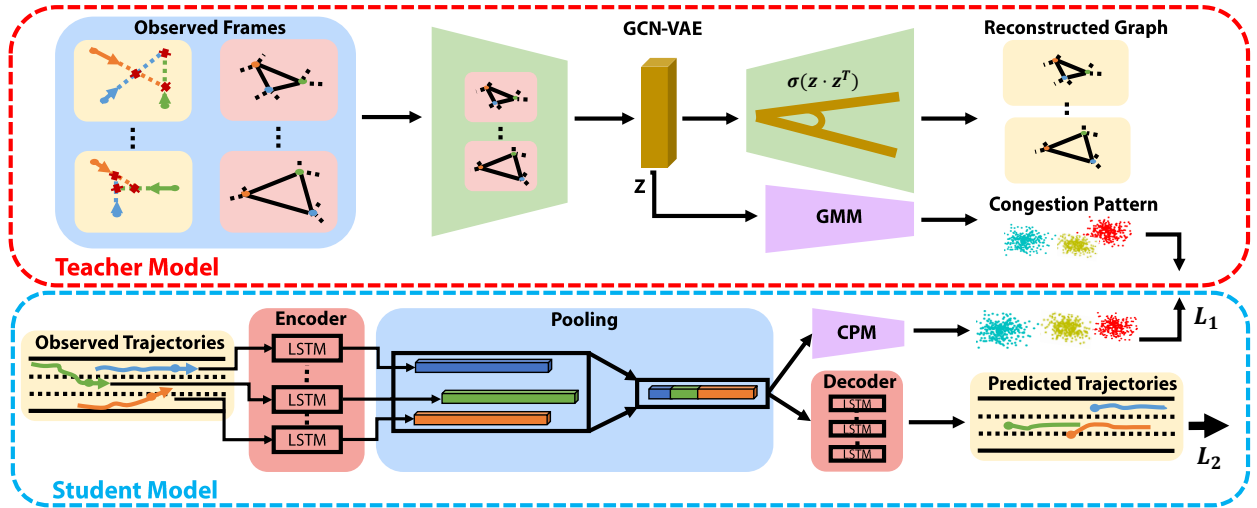 Observed Frames
GCN-VAE
Reconstructed Graph
σ(z · zᵀ)
Z
GMM
Congestion Pattern
Teacher Model
Observed Trajectories
Encoder
LSTM
LSTM
LSTM
Pooling
CPM
L₁
Decoder
LSTM
LSTM
LSTM
Predicted Trajectories
L₂
Student Model